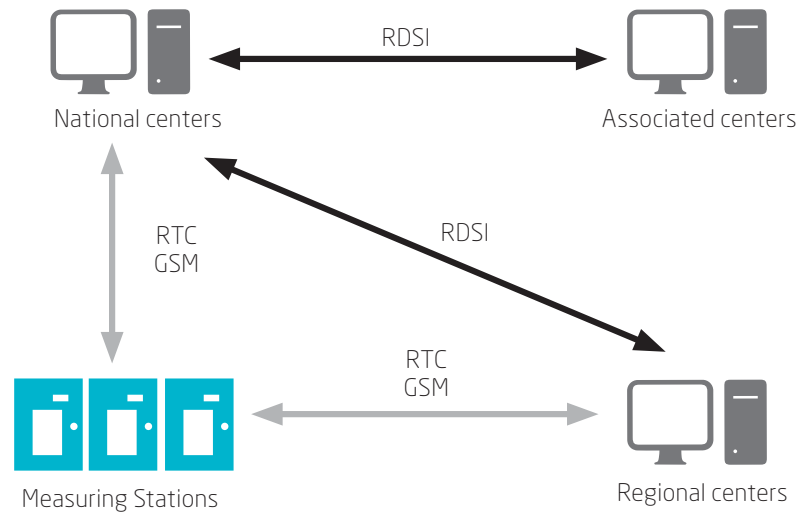 RDSI
National centers
Associated centers
RTC
GSM
RDSI
RTC
GSM
Measuring Stations
Regional centers